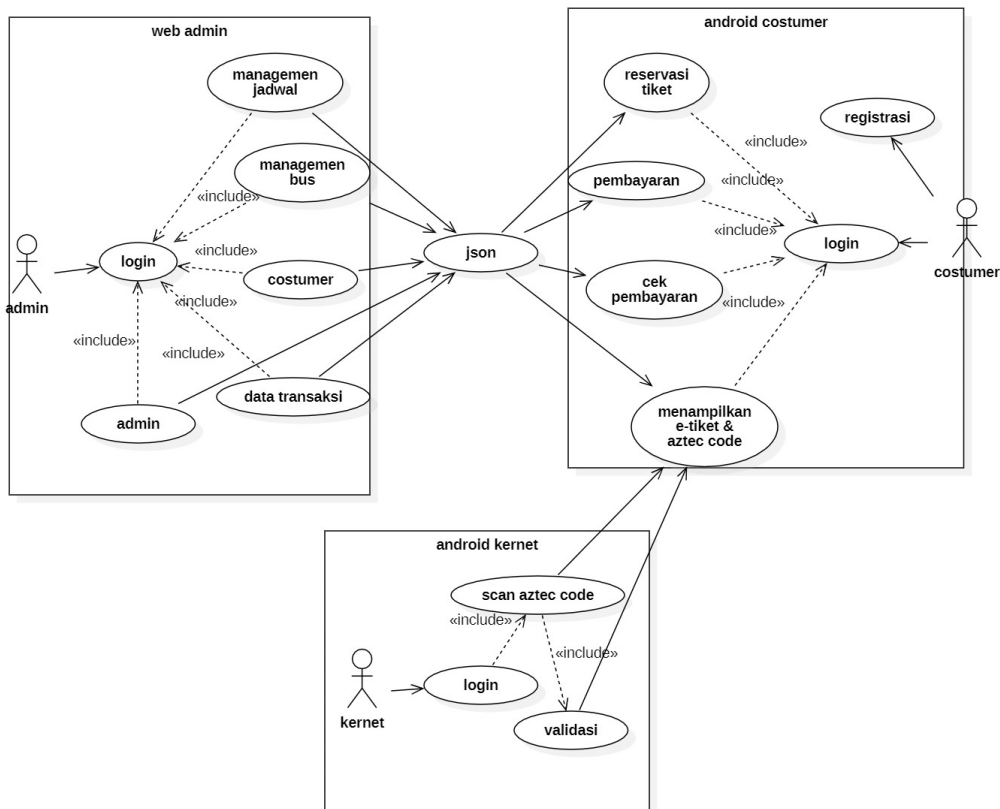 web admin
managemen
jadwal
managemen
bus
«include»
«include»
login
costumer
«include»
«include»
«include»
admin
data transaksi
admin
json
android costumer
reservasi
tiket
registrasi
«include»
pembayaran
«include»
«include»
login
costumer
cek
pembayaran
«include»
menampilkan
e-tiket &
aztec code
android kernet
scan aztec code
«include»
«include»
login
kernet
validasi